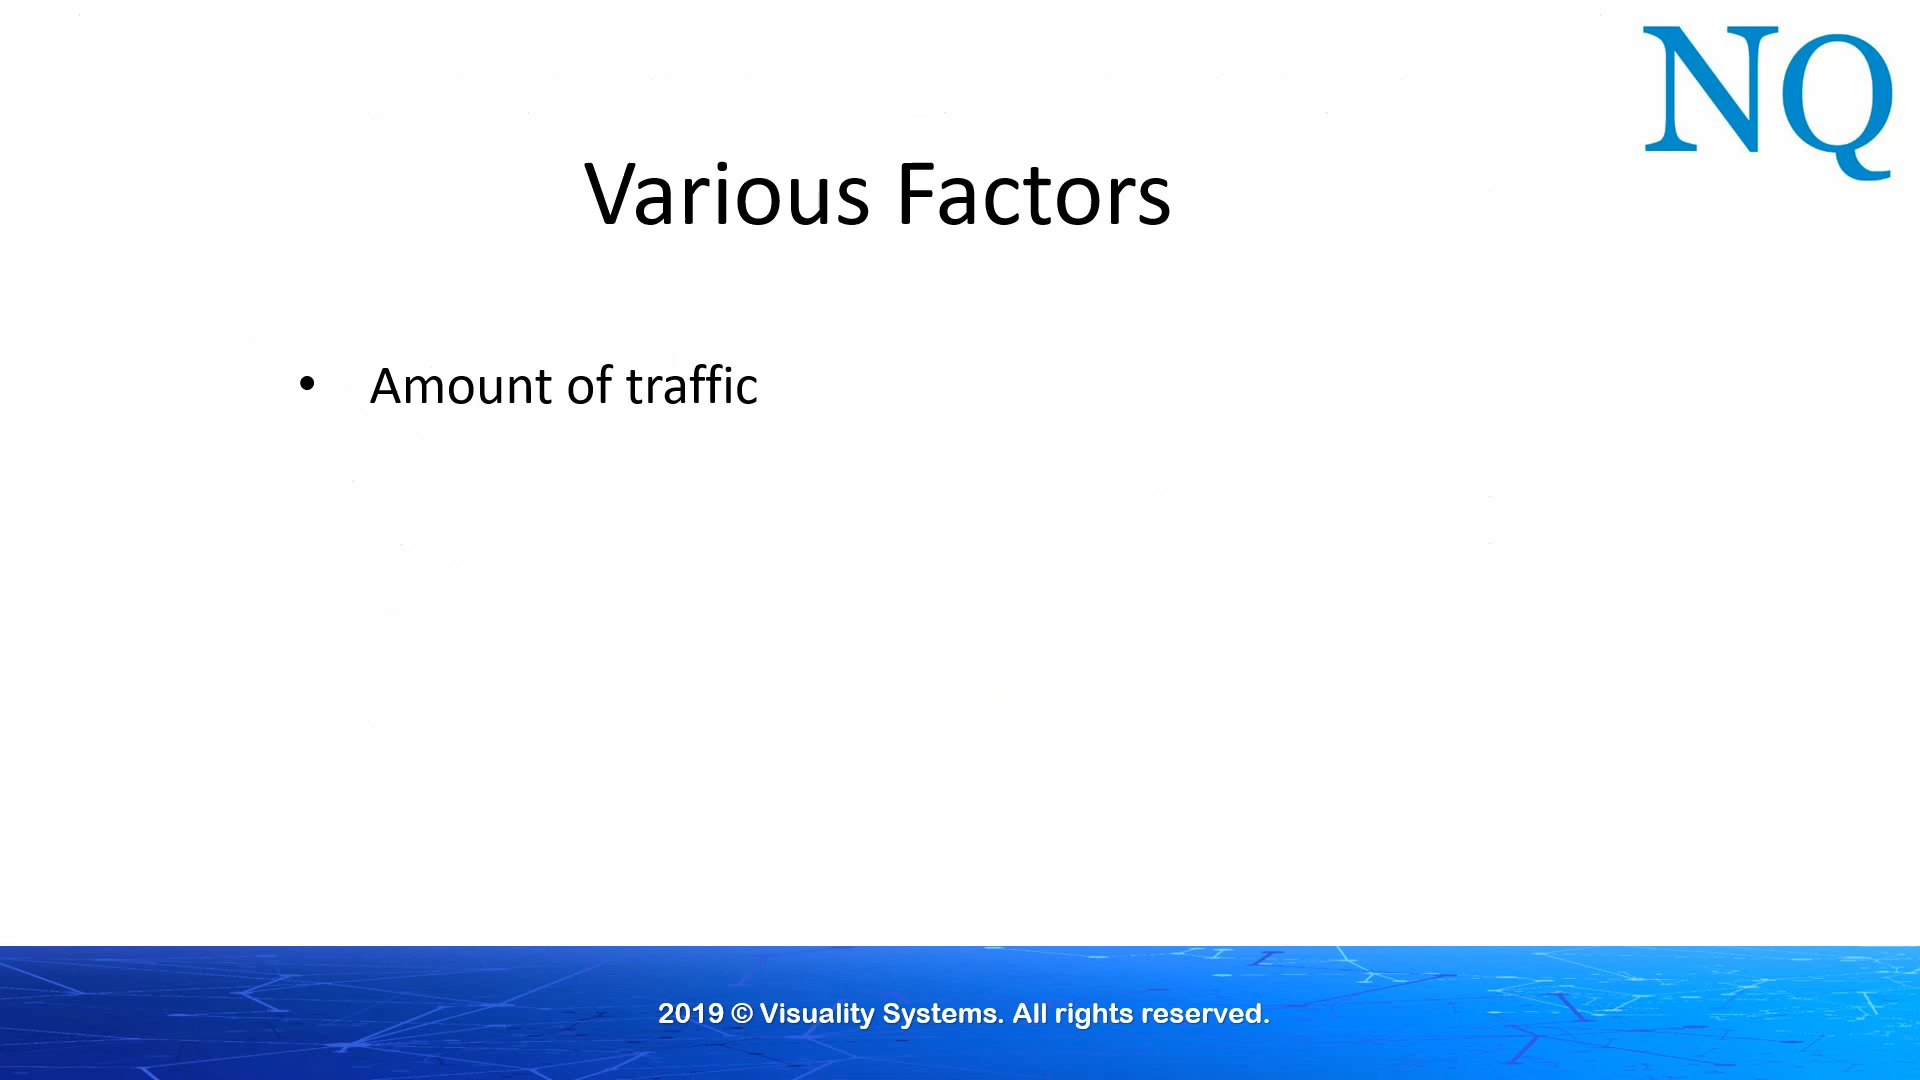 NQ
Various Factors
• Amount of traffic
2019 © Visuality Systems. All rights reserved.